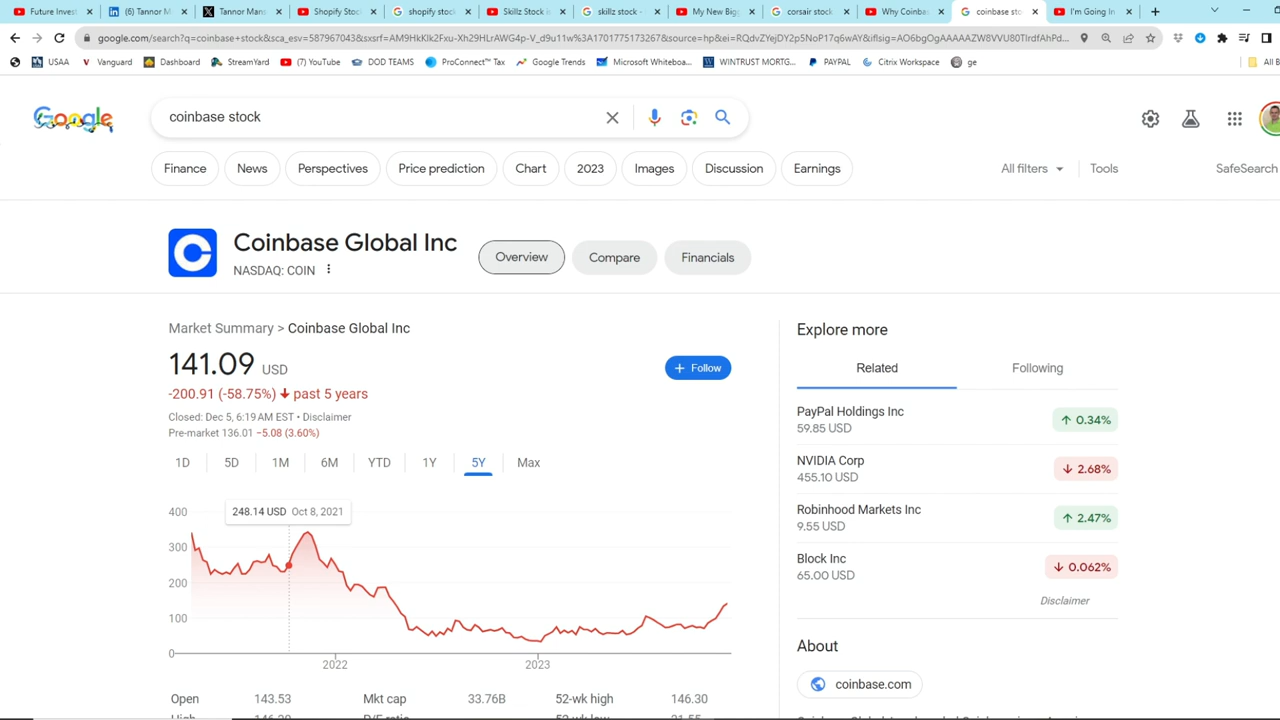 Future Invest
(6) Tannor M
Tannor Mans
Shopify Stoc
shopify stock
Skillz Stock i
skillz stock -
My New Big
corsair stock
Why Coinbas
coinbase sto
I'm Going In
google.com/search?q=coinbase+stock&sca_esv=587967043&sxsrf=AM9HkKlk2Fxu-Xh29HLrAWG4p-V_d9u11w%3A1701775173267&source=hp&ei=RQdvZYejDY2p5NoP17q6wAY&iflsig=AO6bgOgAAAAAZW8VVU80TIrdfAhPd...
USAA
Vanguard
Dashboard
StreamYard
(7) YouTube
DOD TEAMS
ProConnect™ Tax
Google Trends
Microsoft Whiteboa...
WINTRUST MORTG...
PAYPAL
Citrix Workspace
ge
All B
Google
coinbase stock
Finance
News
Perspectives
Price prediction
Chart
2023
Images
Discussion
Earnings
All filters
Tools
SafeSearch
Coinbase Global Inc
NASDAQ: COIN
Overview
Compare
Financials
Market Summary > Coinbase Global Inc
141.09 USD
-200.91 (-58.75%) past 5 years
Closed: Dec 5, 6:19 AM EST • Disclaimer
Pre-market 136.01 −5.08 (3.60%)
+ Follow
1D
5D
1M
6M
YTD
1Y
5Y
Max
248.14 USD Oct 8, 2021
400
300
200
100
0
2022
2023
Open 143.53
Mkt cap 33.76B
52-wk high 146.30
Explore more
Related
Following
PayPal Holdings Inc
59.85 USD
0.34%
NVIDIA Corp
455.10 USD
2.68%
Robinhood Markets Inc
9.55 USD
2.47%
Block Inc
65.00 USD
0.062%
Disclaimer
About
coinbase.com